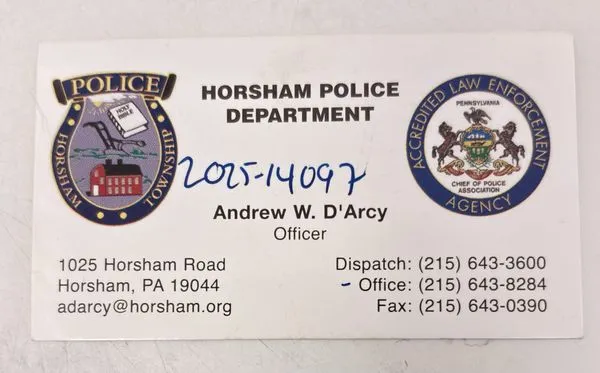 POLICE
HOLY BIBLE
HORSHAM TOWNSHIP
HORSHAM POLICE
DEPARTMENT
ACCREDITED LAW ENFORCEMENT
AGENCY
PENNSYLVANIA
CHIEF OF POLICE
ASSOCIATION
2025-14097
Andrew W. D'Arcy
Officer
1025 Horsham Road
Horsham, PA 19044
adarcy@horsham.org
Dispatch: (215) 643-3600
- Office: (215) 643-8284
Fax: (215) 643-0390